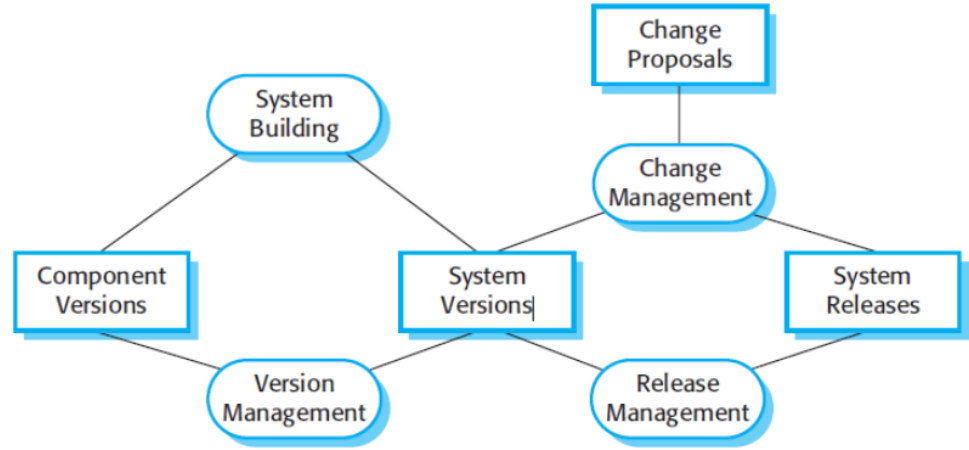 Change
Proposals
System
Building
Change
Management
Component
Versions
System
Versions
System
Releases
Version
Management
Release
Management